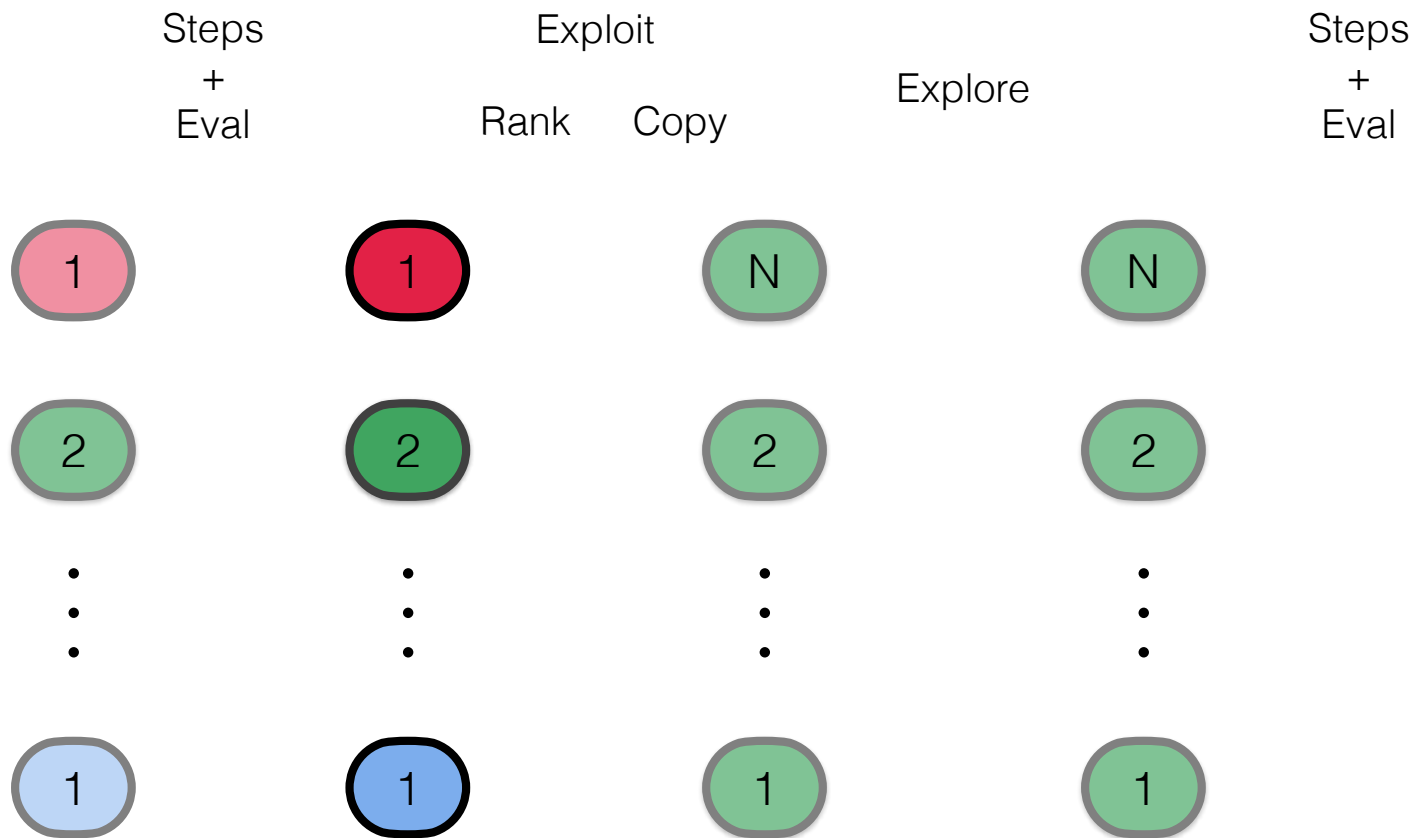 Steps
+
Eval
Exploit
Rank Copy
Explore
Steps
+
Eval
1 1 N N
2 2 2 2
1 1 1 1